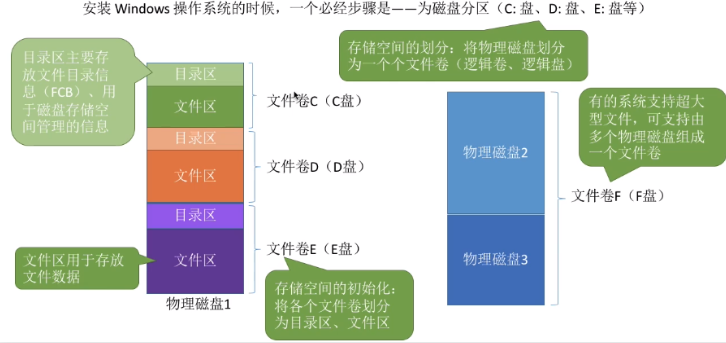 安装 Windows 操作系统的时候，一个必经步骤是——为磁盘分区（C: 盘、D: 盘、E: 盘等）
目录区主要存
放文件目录信
息（FCB）、用
于磁盘存储空
间管理的信息
目录区
文件区
文件卷C（C盘）
目录区
文件区
文件卷D（D盘）
目录区
文件区
文件卷E（E盘）
文件区用于存放
文件数据
物理磁盘1
存储空间的划分：将物理磁盘划分
为一个个文件卷（逻辑卷、逻辑盘）
存储空间的初始化：
将各个文件卷划分
为目录区、文件区
物理磁盘2
物理磁盘3
文件卷F（F盘）
有的系统支持超大
型文件，可支持由
多个物理磁盘组成
一个文件卷